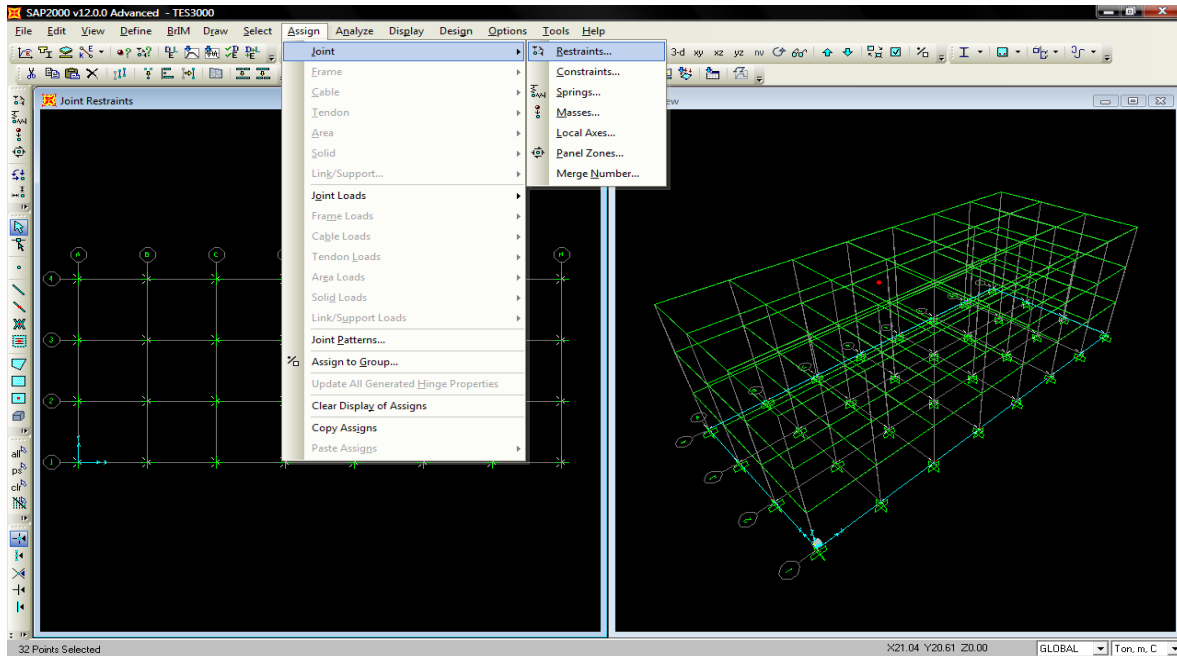 SAP2000 v12.0.0 Advanced - TES3000
File Edit View Define BrIM Draw Select Assign Analyze Display Design Options Tools Help
3-d xy xz yz nv
Joint Restraints
Joint
Frame
Cable
Tendon
Area
Solid
Link/Support...
Joint Loads
Frame Loads
Cable Loads
Tendon Loads
Area Loads
Solid Loads
Link/Support Loads
Joint Patterns...
Assign to Group...
Update All Generated Hinge Properties
Clear Display of Assigns
Copy Assigns
Paste Assigns
Restraints...
Constraints...
Springs...
Masses...
Local Axes...
Panel Zones...
Merge Number...
all
ps
clr
A B C H
4
3
2
1
32 Points Selected
X21.04 Y20.61 Z0.00
GLOBAL
Ton, m, C